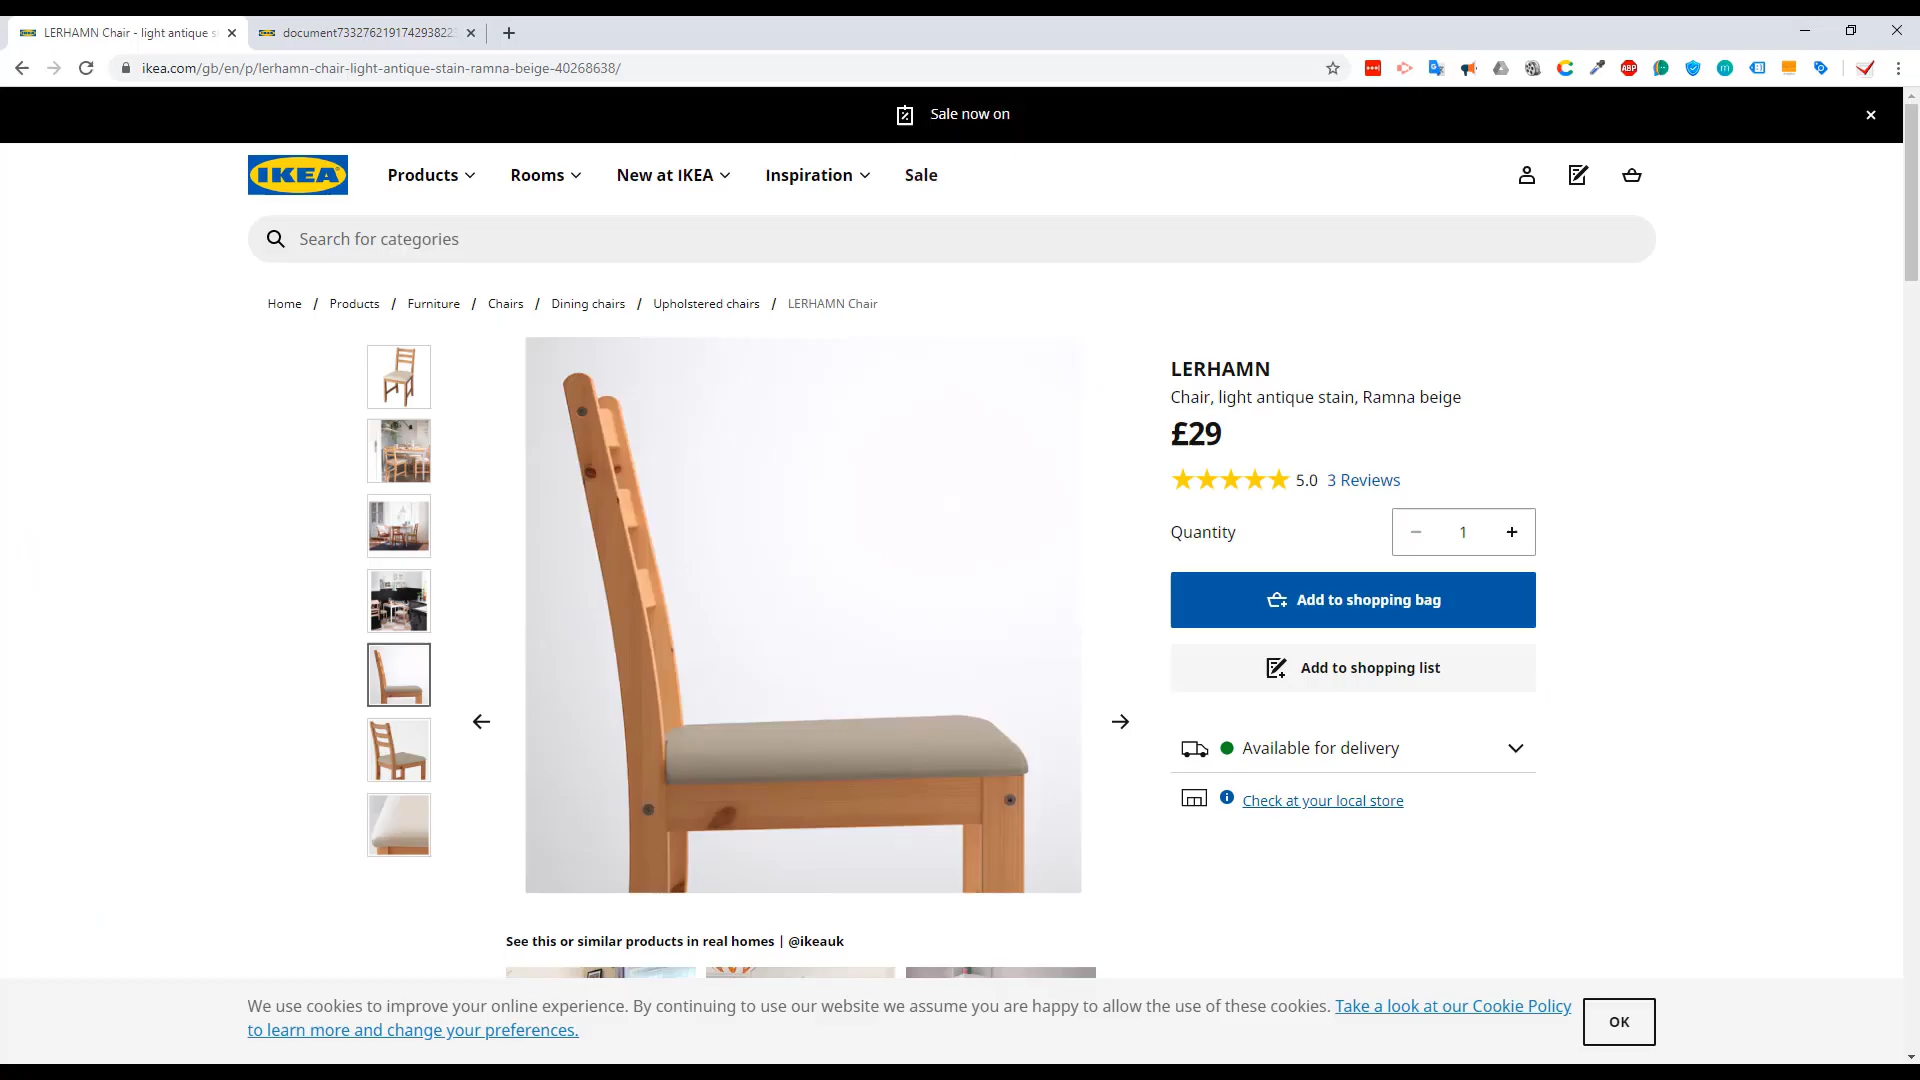 LERHAMN Chair - light antique s
document7332762191742938223
ikea.com/gb/en/p/lerhamn-chair-light-antique-stain-ramna-beige-40268638/
ABP
Sale now on
IKEA
Products
Rooms
New at IKEA
Inspiration
Sale
Search for categories
Home / Products / Furniture / Chairs / Dining chairs / Upholstered chairs / LERHAMN Chair
LERHAMN
Chair, light antique stain, Ramna beige
£29
5.0 3 Reviews
Quantity
1
Add to shopping bag
Add to shopping list
Available for delivery
Check at your local store
See this or similar products in real homes | @ikeauk
We use cookies to improve your online experience. By continuing to use our website we assume you are happy to allow the use of these cookies. Take a look at our Cookie Policy
to learn more and change your preferences.
OK